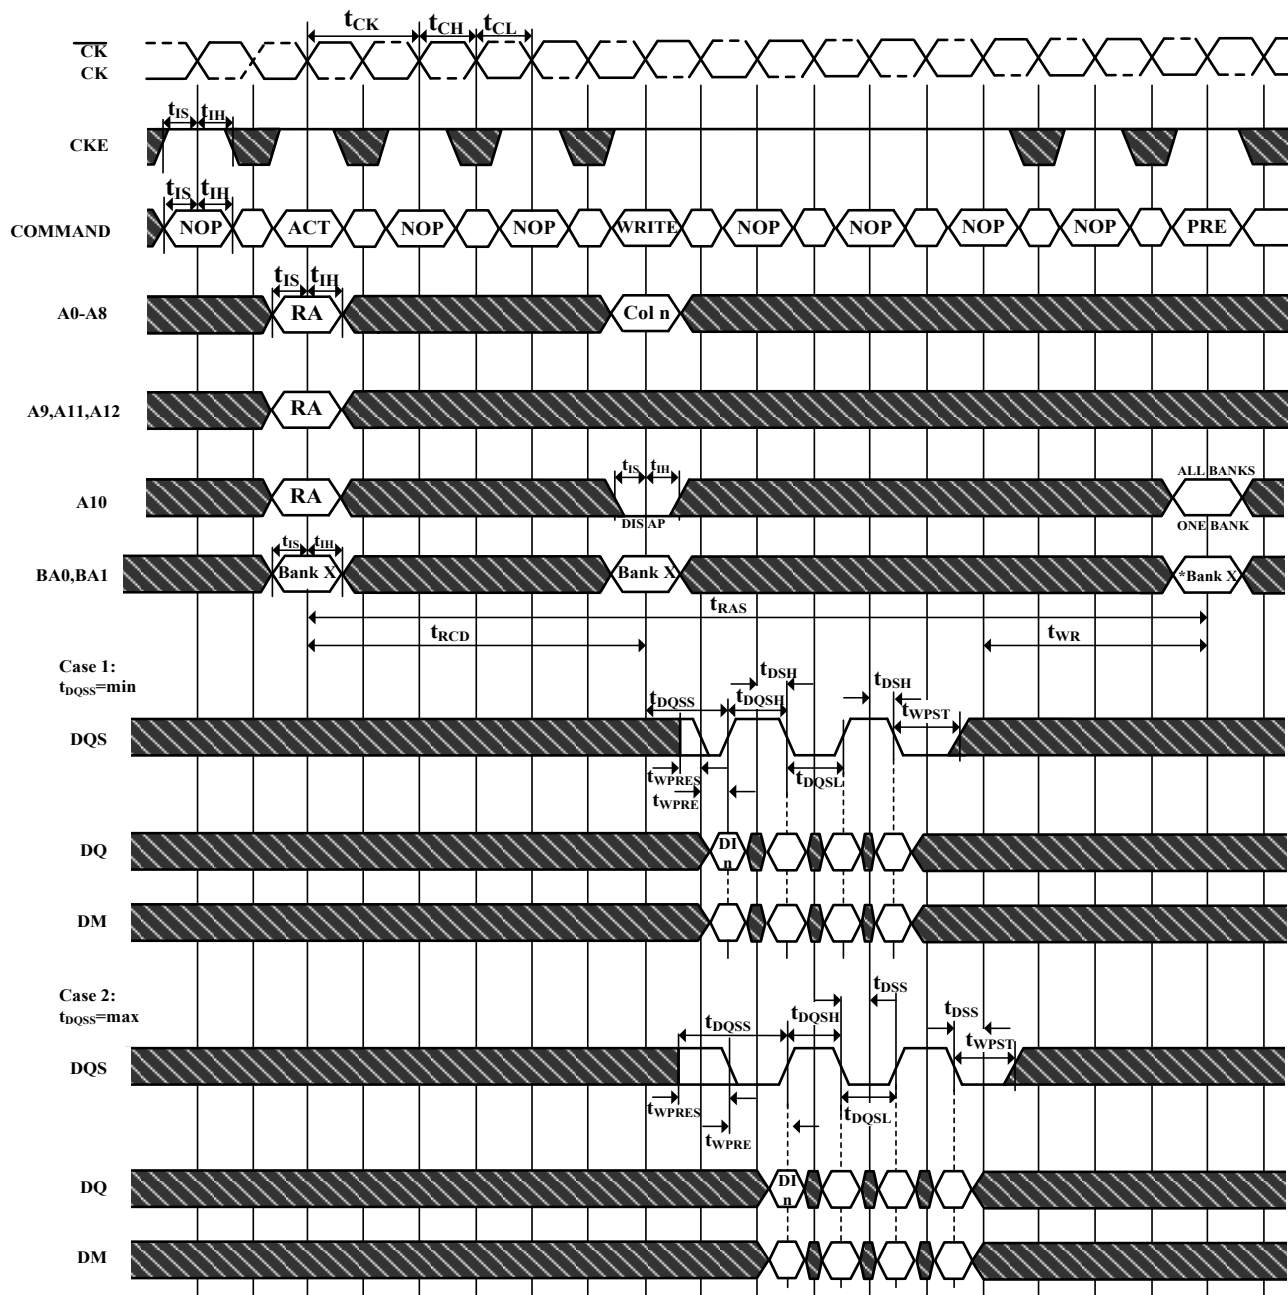 tCK tCH tCL
CK
CK
tIS tIH
CKE
tIS tIH
COMMAND NOP ACT NOP NOP WRITE NOP NOP NOP NOP PRE
tIS tIH
A0-A8 RA Col n
A9,A11,A12 RA
tIS tIH ALL BANKS
A10 RA
DIS AP ONE BANK
tIS tIH
BA0,BA1 Bank X Bank X *Bank X
tRAS
tRCD tWR
Case 1:
tDQSS=min
tDSH tDSH
tDQSS tDQSH tWPST
DQS
tWPRES tDQSL
tWPRE
DQ DI
n
DM
Case 2:
tDQSS=max
tDSS tDSS
tDQSS tDQSH tWPST
DQS
tWPRES tDQSL
tWPRE
DQ DI
n
DM